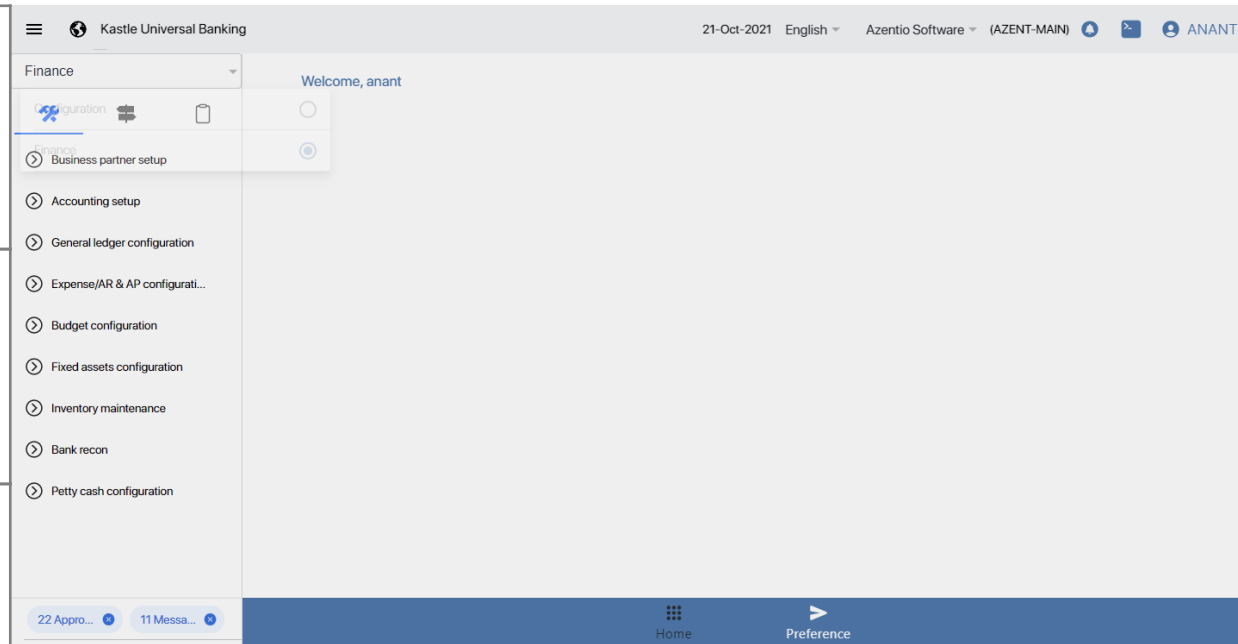 Kastle Universal Banking
21-Oct-2021 English Azentio Software (AZENT-MAIN) ANANT
Finance
Welcome, anant
Configuration
Finance
Business partner setup
Accounting setup
General ledger configuration
Expense/AR & AP configurati...
Budget configuration
Fixed assets configuration
Inventory maintenance
Bank recon
Petty cash configuration
22 Appro... 11 Messa...
Home Preference